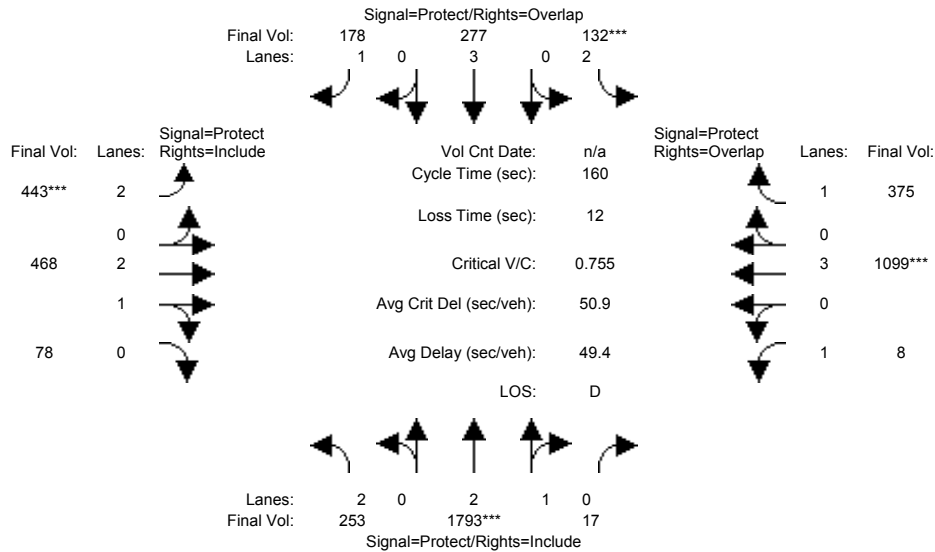 Signal=Protect/Rights=Overlap
Final Vol: 178 277 132***
Lanes: 1 0 3 0 2
Signal=Protect
Final Vol: Lanes: Rights=Include
Vol Cnt Date: n/a
Signal=Protect
Rights=Overlap Lanes: Final Vol:
Cycle Time (sec): 160
443*** 2
1 375
Loss Time (sec): 12
0
0
468 2
Critical V/C: 0.755
3 1099***
1
Avg Crit Del (sec/veh): 50.9
0
78 0
Avg Delay (sec/veh): 49.4
1 8
LOS: D
Lanes: 2 0 2 1 0
Final Vol: 253 1793*** 17
Signal=Protect/Rights=Include